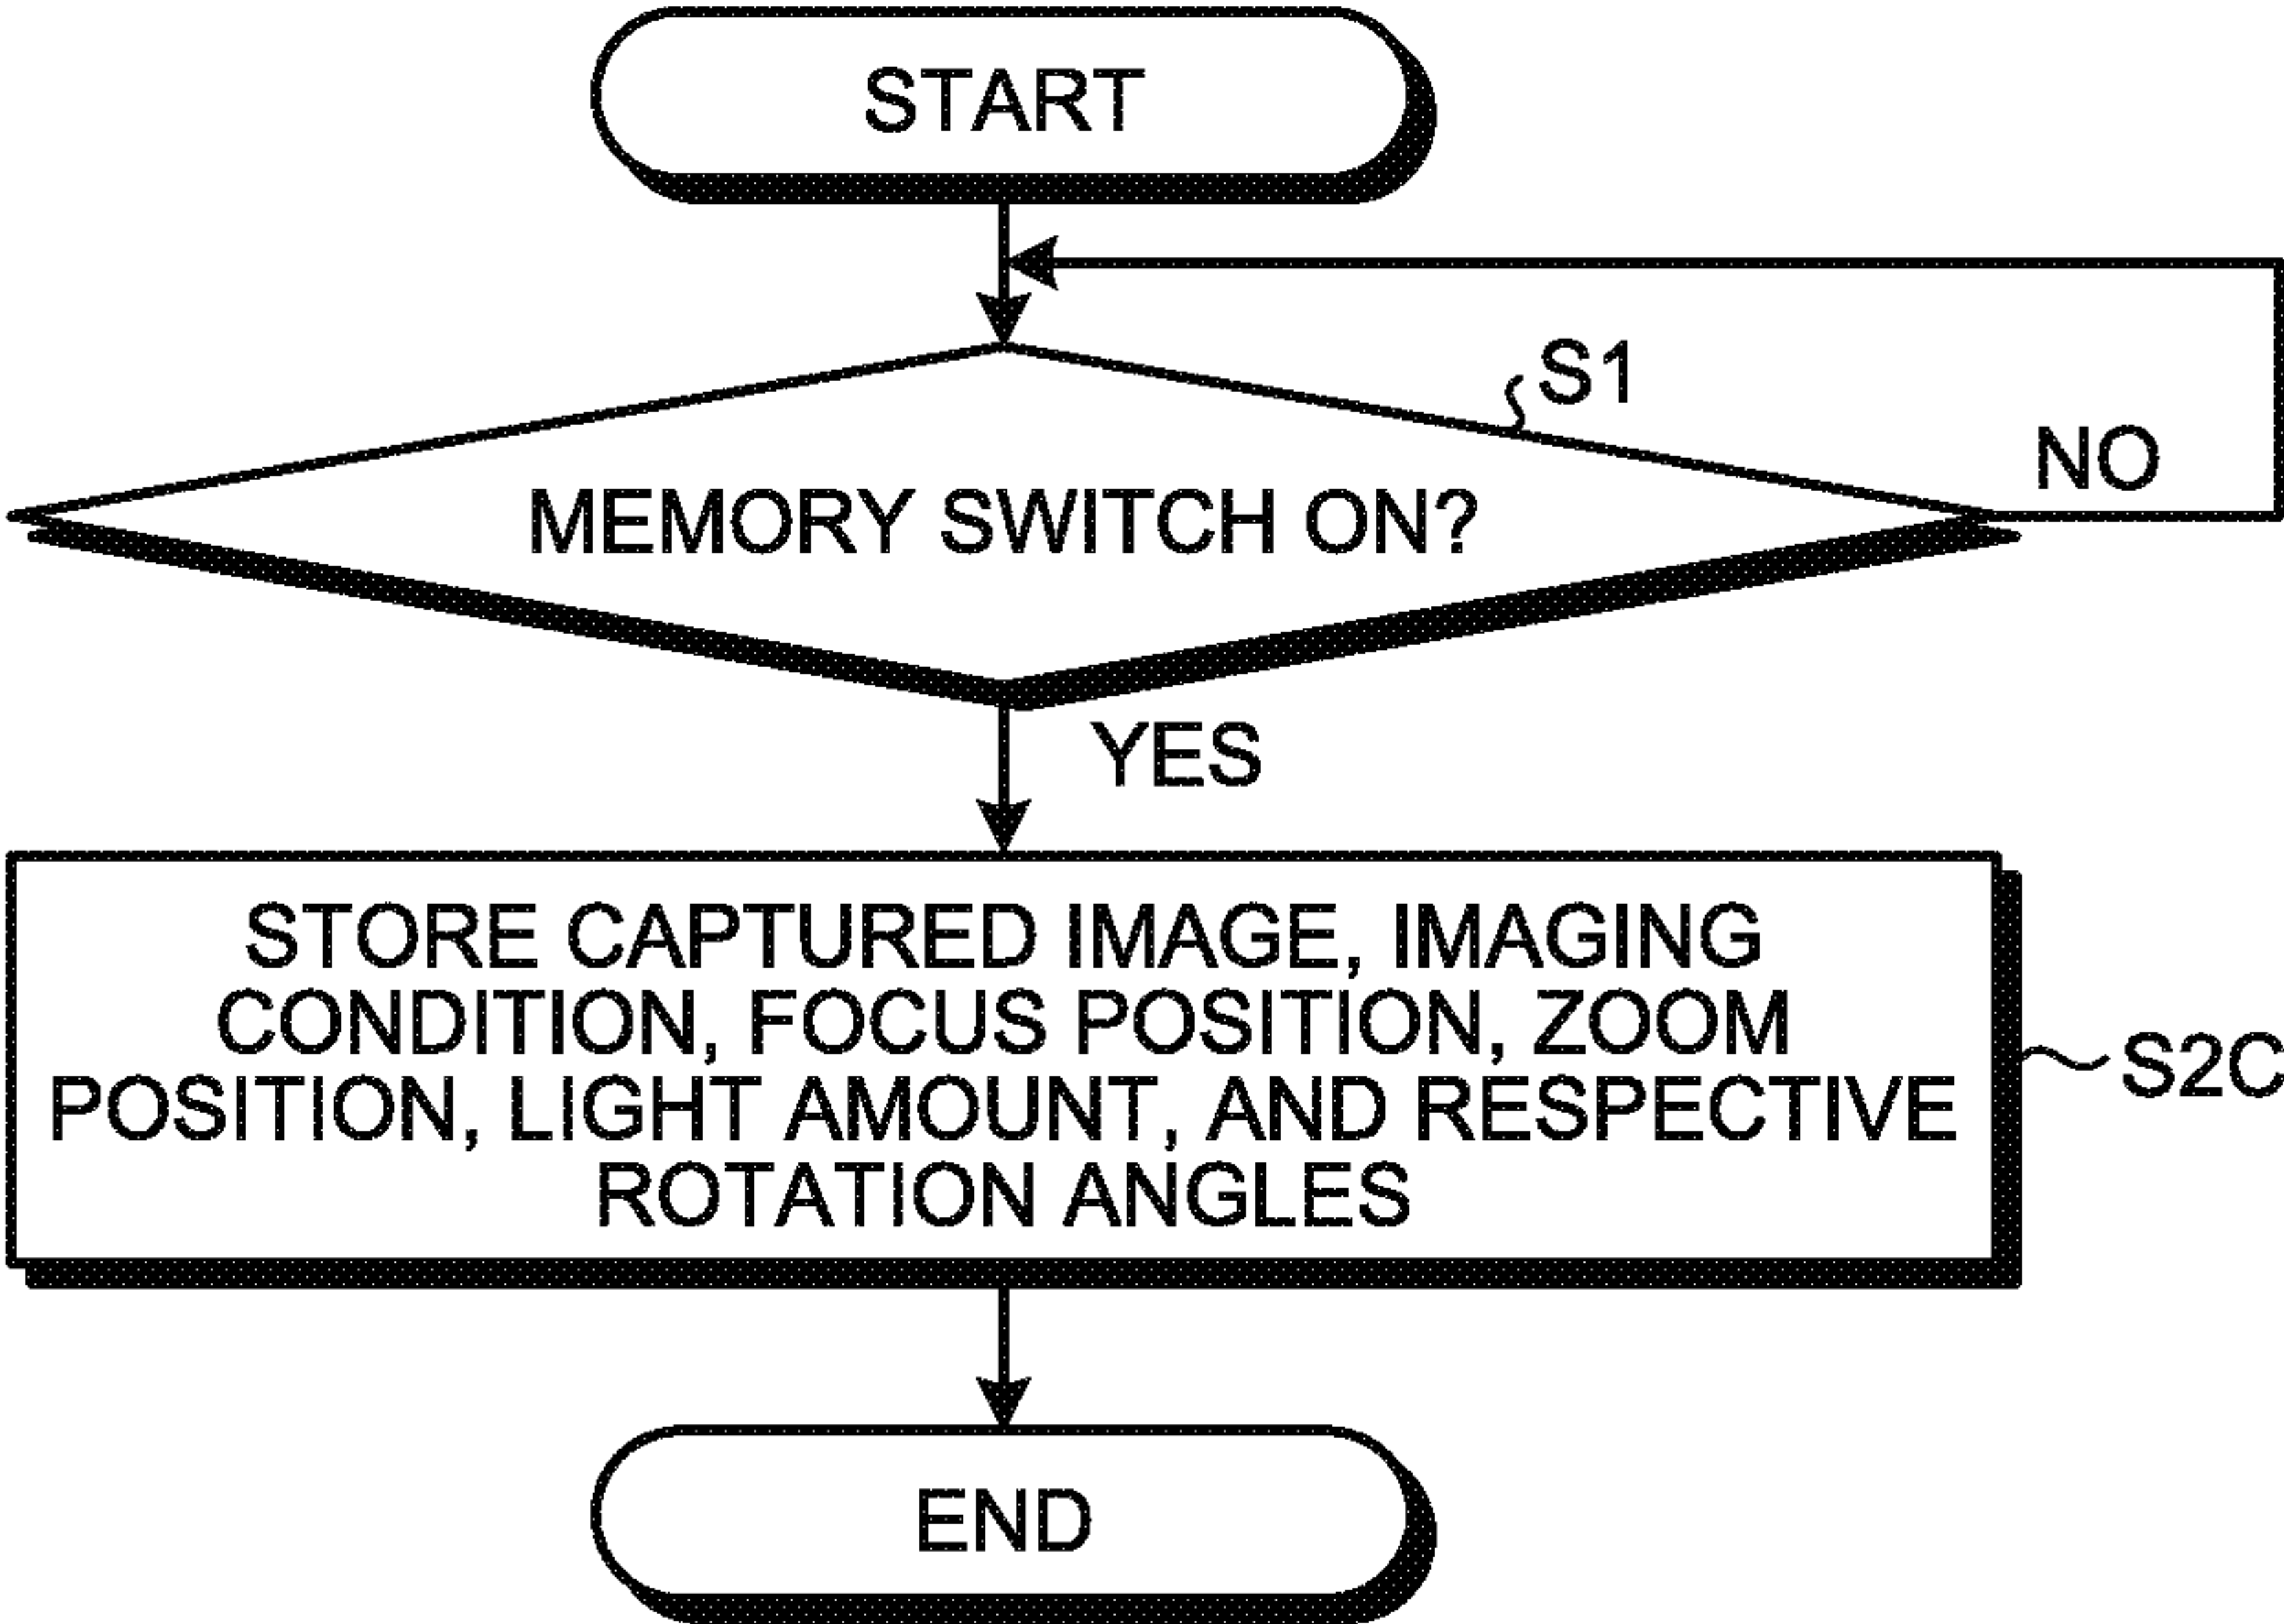 START
S1
NO
MEMORY SWITCH ON?
YES
STORE CAPTURED IMAGE, IMAGING
CONDITION, FOCUS POSITION, ZOOM
POSITION, LIGHT AMOUNT, AND RESPECTIVE
ROTATION ANGLES
S2C
END